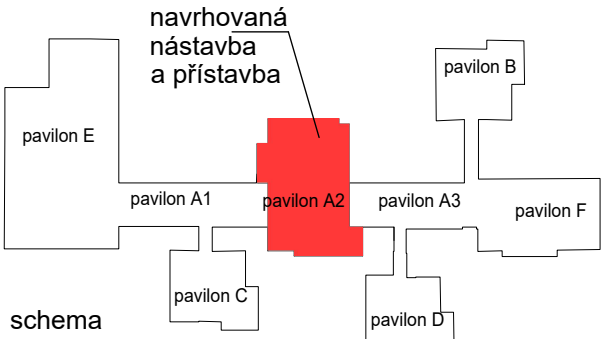 navrhovaná
nástavba
a přístavba
pavilon B
pavilon E
pavilon A1
pavilon A2
pavilon A3
pavilon F
pavilon C
pavilon D
schema